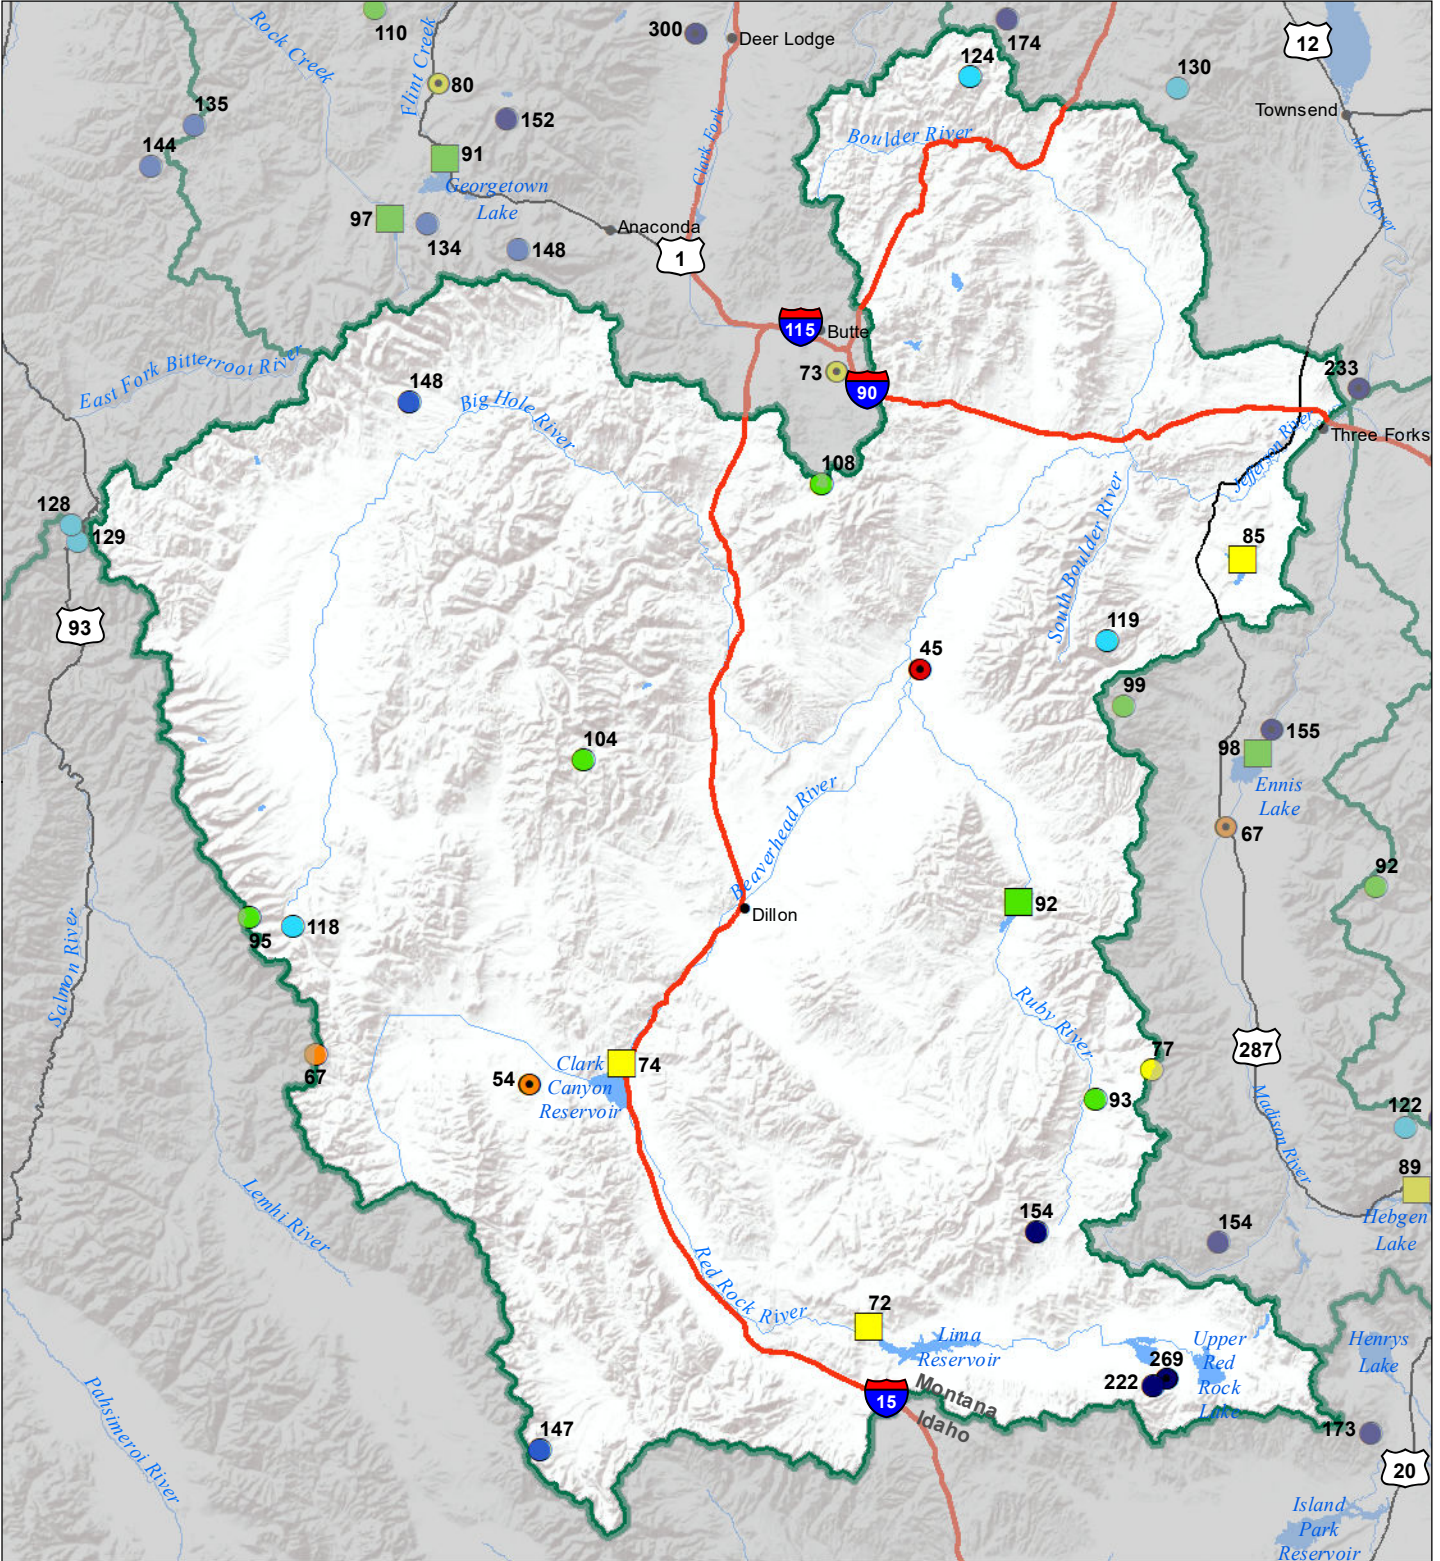 110
Rock Creek
Flint Creek
300
Deer Lodge
174
12
124
130
80
Clark Fork
135
152
Townsend
144
91
Boulder River
Missouri River
Georgetown
Lake
97
134
Anaconda
148
1
115
Butte
East Fork Bitterroot River
73
233
148
90
Big Hole River
Jefferson River
Three Forks
108
128
129
South Boulder River
85
93
119
45
99
104
155
98
Ennis
Lake
Beaverhead River
67
92
Dillon
92
95
118
Salmon River
Ruby River
287
77
67
54
Clark
Canyon
Reservoir
74
93
Madison River
122
89
Lemhi River
154
154
Hebgen
Lake
Red Rock River
72
Lima
Reservoir
Upper
Red
Rock
Lake
Henrys
Lake
269
222
Montana
15
Idaho
Pahsimeroi River
147
173
20
Island
Park
Reservoir